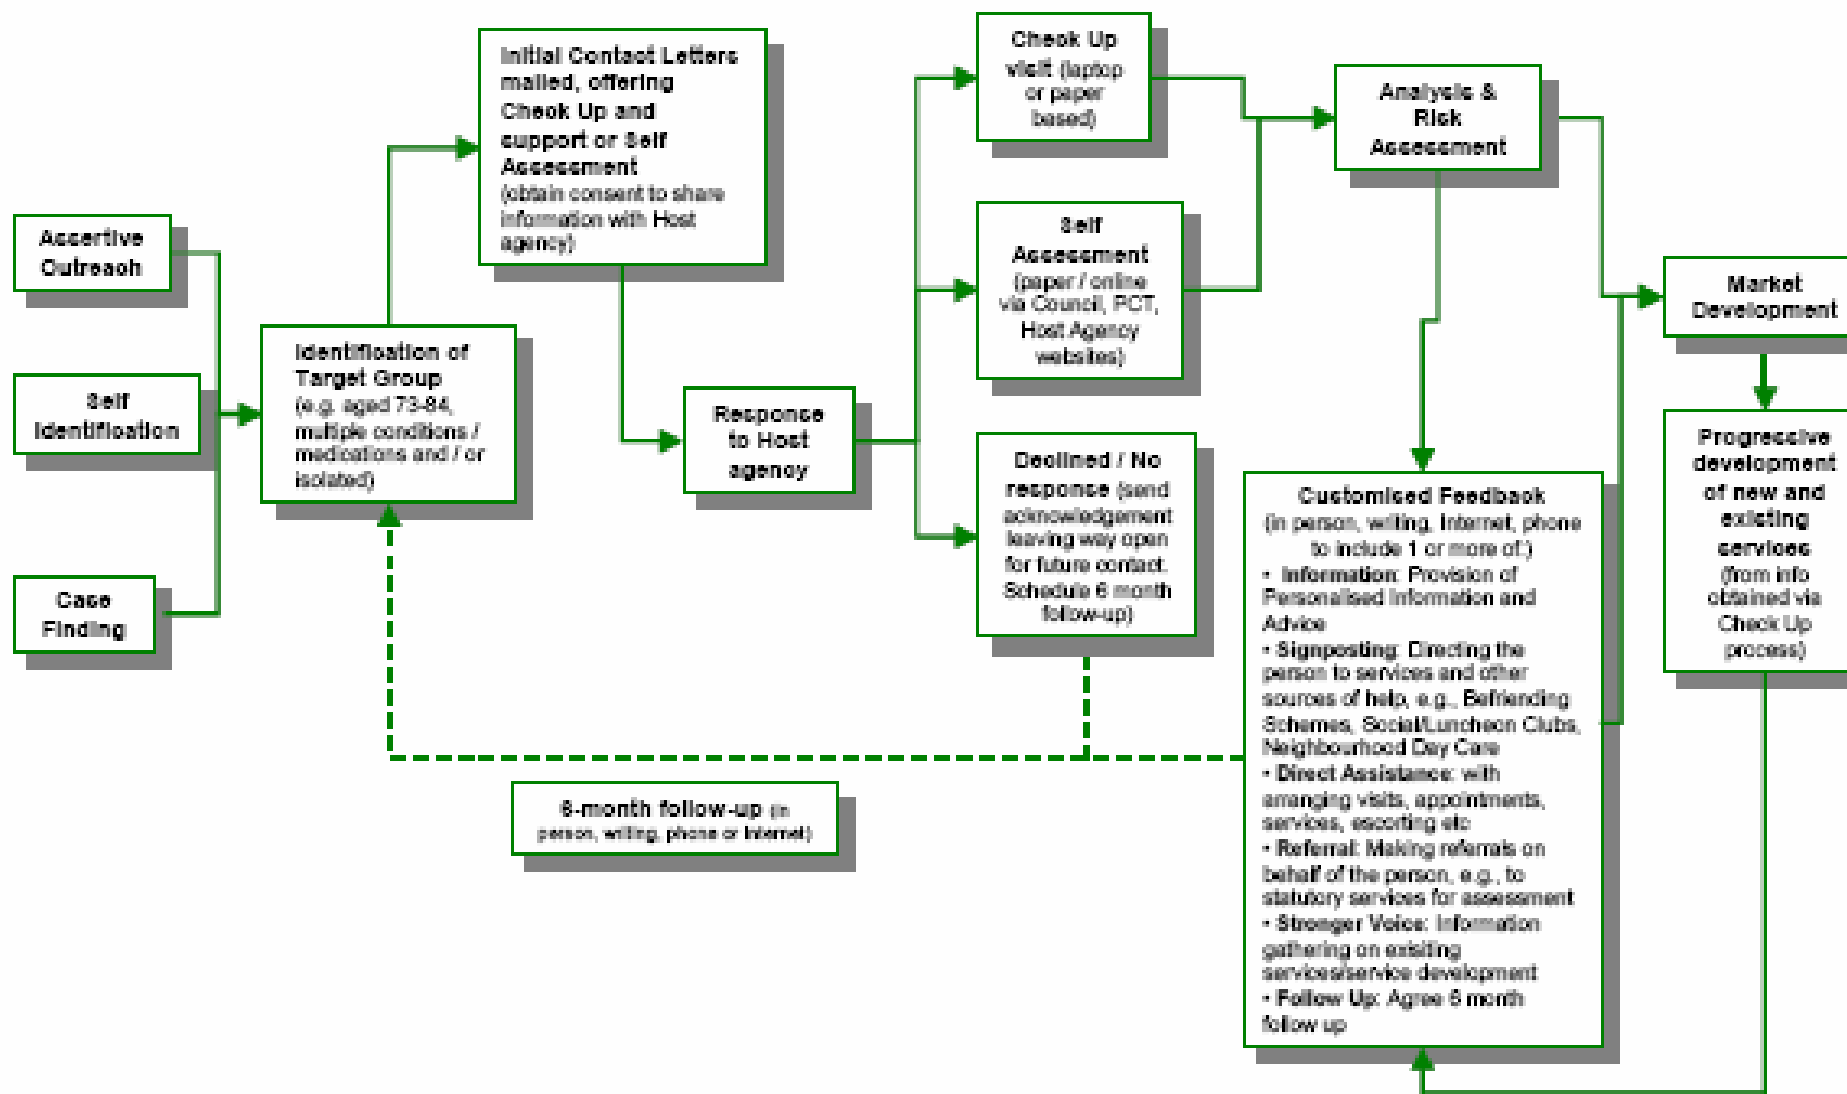 Assertive
Outreach
Self
Identification
Case
Finding
Identification of
Target Group
(e.g. aged 73-84,
multiple conditions /
medications and / or
isolated)
Initial Contact Letters
mailed, offering
Check Up and
support or Self
Assessment
(obtain consent to share
information with Host
agency)
Response
to Host
agency
Check Up
visit (laptop
or paper
based)
Self
Assessment
(paper / online
via Council, PCT,
Host Agency
websites)
Declined / No
response (send
acknowledgement
leaving way open
for future contact.
Schedule 6 month
follow-up)
6-month follow-up (in
person, writing, phone or Internet)
Analysis &
Risk
Assessment
Customised Feedback
(in person, writing, Internet, phone
to include 1 or more of:)
• Information: Provision of
Personalised Information and
Advice
• Signposting: Directing the
person to services and other
sources of help, e.g., Befriending
Schemes, Social/Luncheon Clubs,
Neighbourhood Day Care
• Direct Assistance: with
arranging visits, appointments,
services, escorting etc
• Referral: Making referrals on
behalf of the person, e.g., to
statutory services for assessment
• Stronger Voice: Information
gathering on exisiting
services/service development
• Follow Up: Agree 6 month
follow up
Market
Development
Progressive
development
of new and
existing
services
(from info
obtained via
Check Up
process)